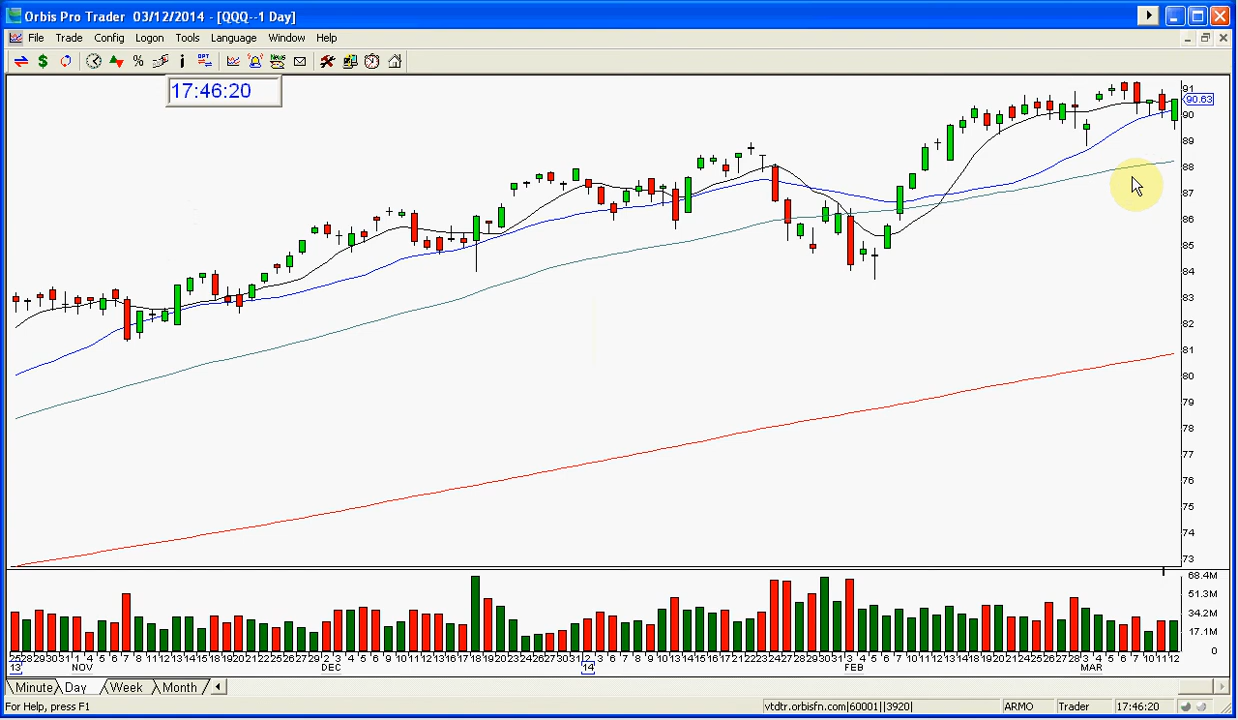 Orbis Pro Trader 03/12/2014 - [QQQ--1 Day]
File Trade Config Logon Tools Language Window Help
17:46:20
91
90.63
90
89
88
87
86
85
84
83
82
81
80
79
78
77
76
75
74
73
68.4M
51.3M
34.2M
17.1M
0
13 NOV DEC 14 FEB MAR
Minute Day Week Month
For Help, press F1 vtdtr.orbisfn.com|60001||3920| ARMO Trader 17:46:20